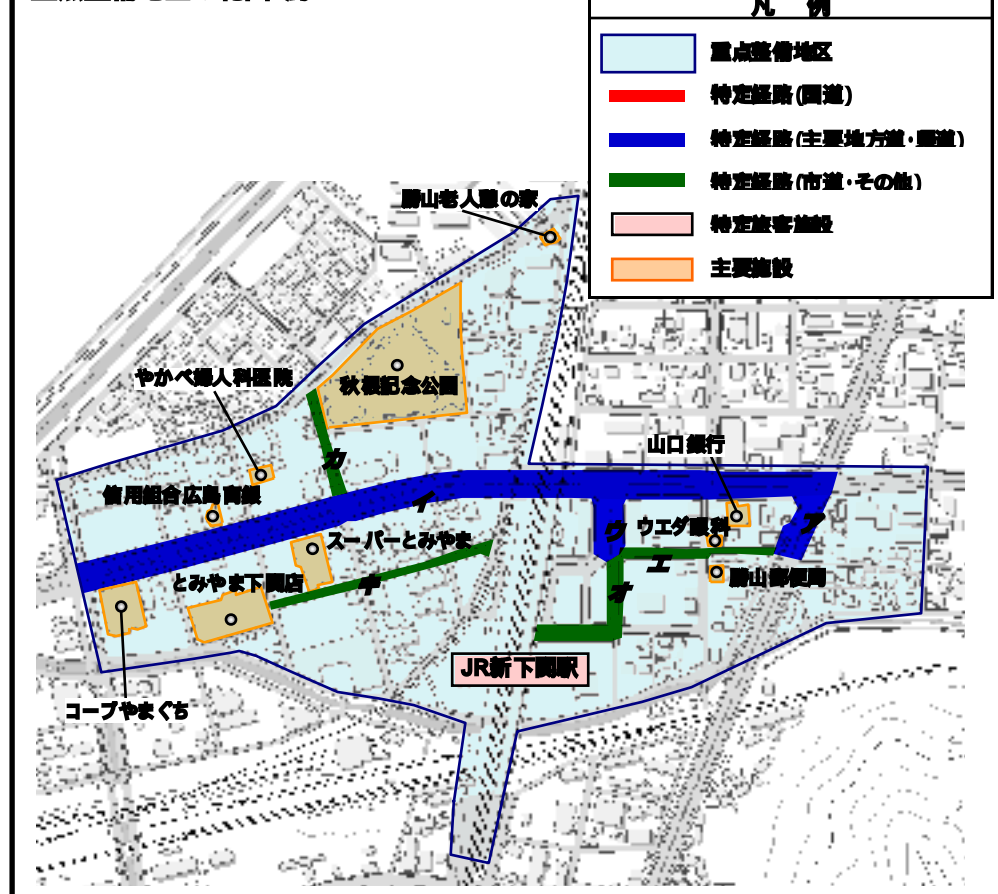 凡 例
重点整備地区
特定経路(国道)
特定経路(主要地方道・県道)
特定経路(市道・その他)
特定旅客施設
主要施設
勝山老人憩の家
やかべ婦人科医院
秋根記念公園
カ
山口銀行
信用組合広島商銀
イ
ウ
ウエダ眼科
ア
スーパーとみやま
エ
とみやま下関店
キ
オ
勝山郵便局
JR新下関駅
コープやまぐち